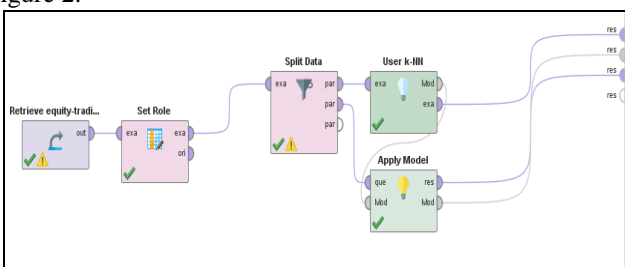 igure 2.
res
res
res
res
Split Data
User k-NN
exa par
par
par
exa Mod
exa
Retrieve equity-tradi...
Set Role
out
exa exa
ori
Apply Model
que res
Mod Mod